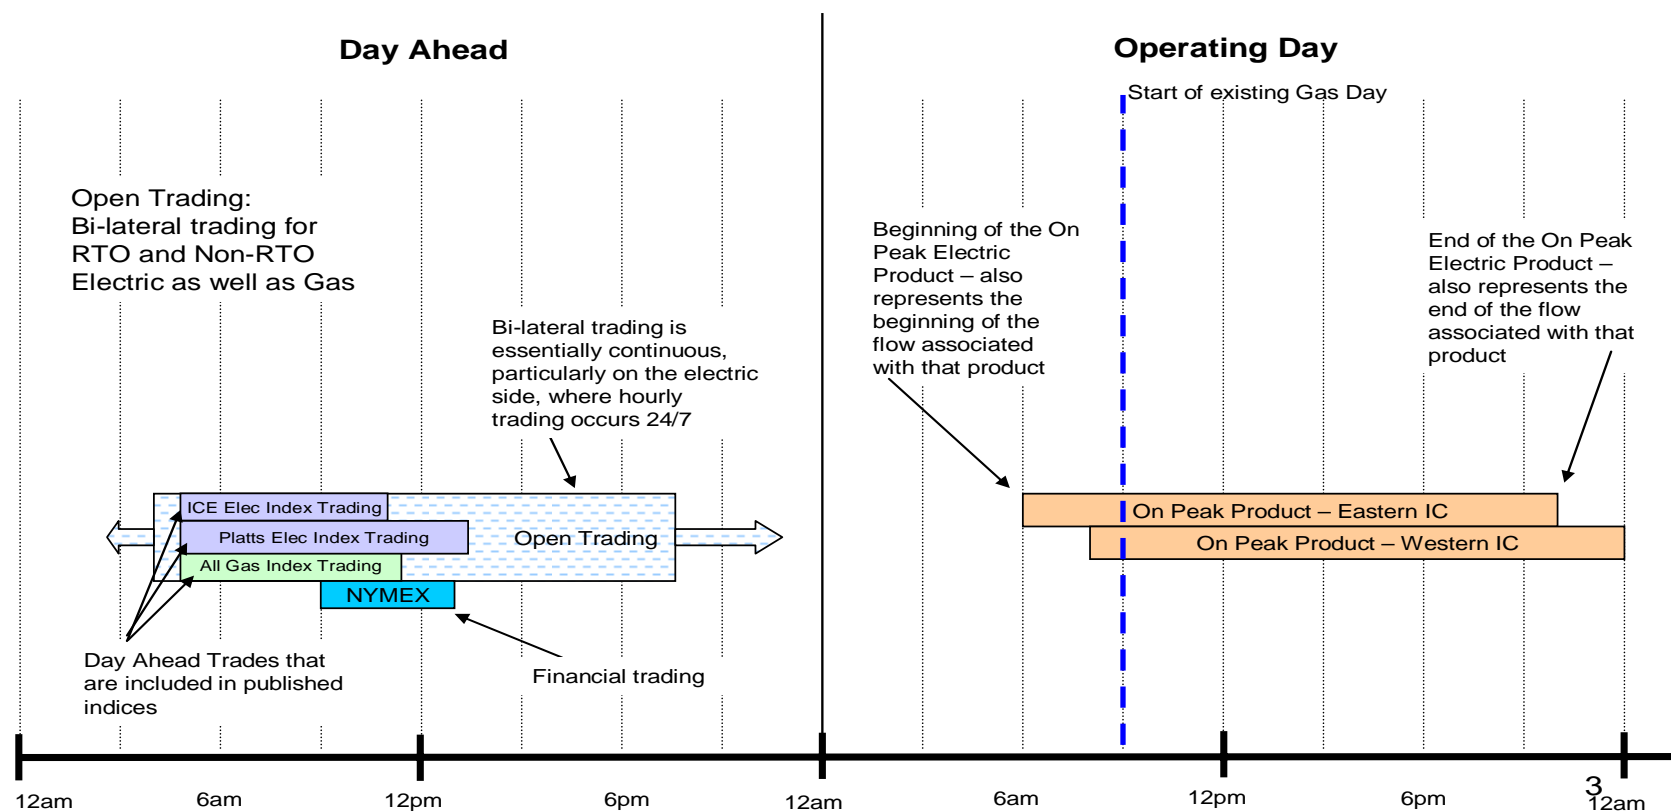 Day Ahead
Operating Day
Start of existing Gas Day
Open Trading:
Bi-lateral trading for
RTO and Non-RTO
Electric as well as Gas
Bi-lateral trading is
essentially continuous,
particularly on the electric
side, where hourly
trading occurs 24/7
Beginning of the On
Peak Electric
Product – also
represents the
beginning of the
flow associated
with that product
End of the On Peak
Electric Product –
also represents the
end of the flow
associated with that
product
ICE Elec Index Trading
Platts Elec Index Trading
All Gas Index Trading
Open Trading
NYMEX
On Peak Product – Eastern IC
On Peak Product – Western IC
Day Ahead Trades that
are included in published
indices
Financial trading
3
12am 6am 12pm 6pm 12am 6am 12pm 6pm 12am